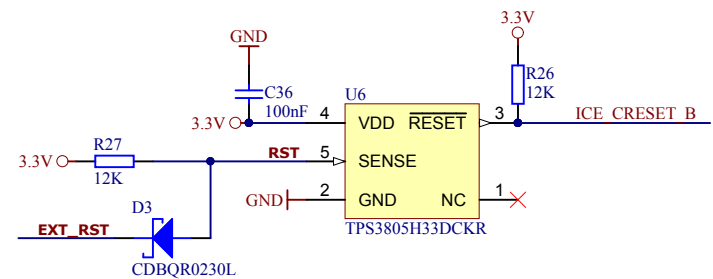 3.3V
GND
R26
12K
C36
100nF
U6
3.3V
4
VDD
RESET
3
ICE_CRESET_B
R27
12K
3.3V
RST
5
SENSE
GND
2
GND
NC
1
D3
TPS3805H33DCKR
EXT_RST
CDBQR0230L